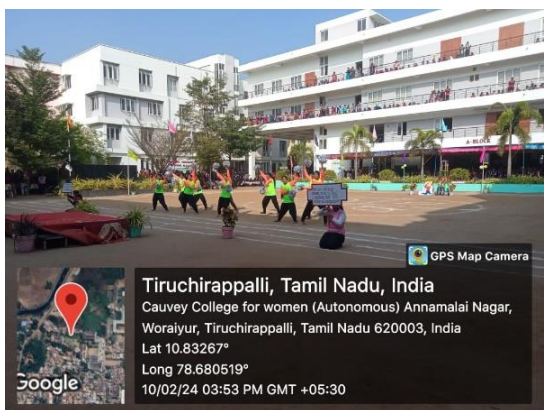 A-BLOCK
GPS Map Camera
Google
Tiruchirappalli, Tamil Nadu, India
Cauvey College for women (Autonomous) Annamalai Nagar,
Woraiyur, Tiruchirappalli, Tamil Nadu 620003, India
Lat 10.83267°
Long 78.680519°
10/02/24 03:53 PM GMT +05:30